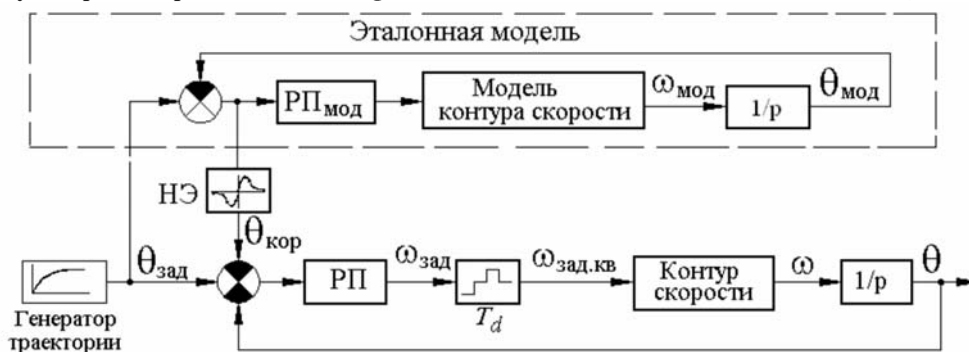 Эталонная модель
РПмод
Модель
контура скорости
ωмод
1/p
θмод
НЭ
θкор
θзад
Генератор
траектории
РП
ωзад
Td
ωзад.кв
Контур
скорости
ω
1/p
θ